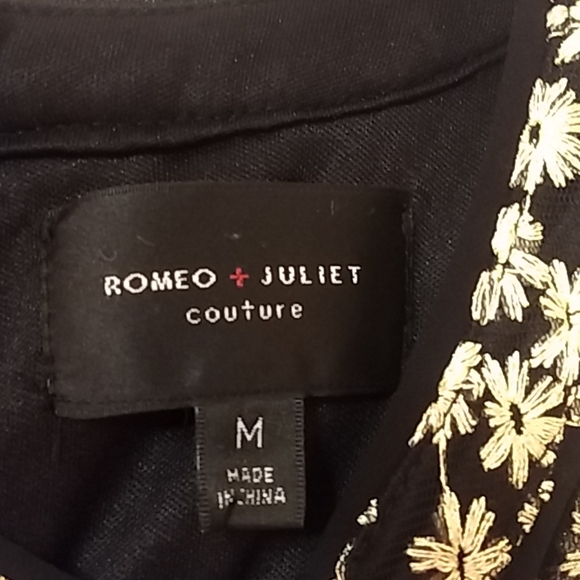 ROMEO + JULIET
couture
M
MADE
IN CHINA